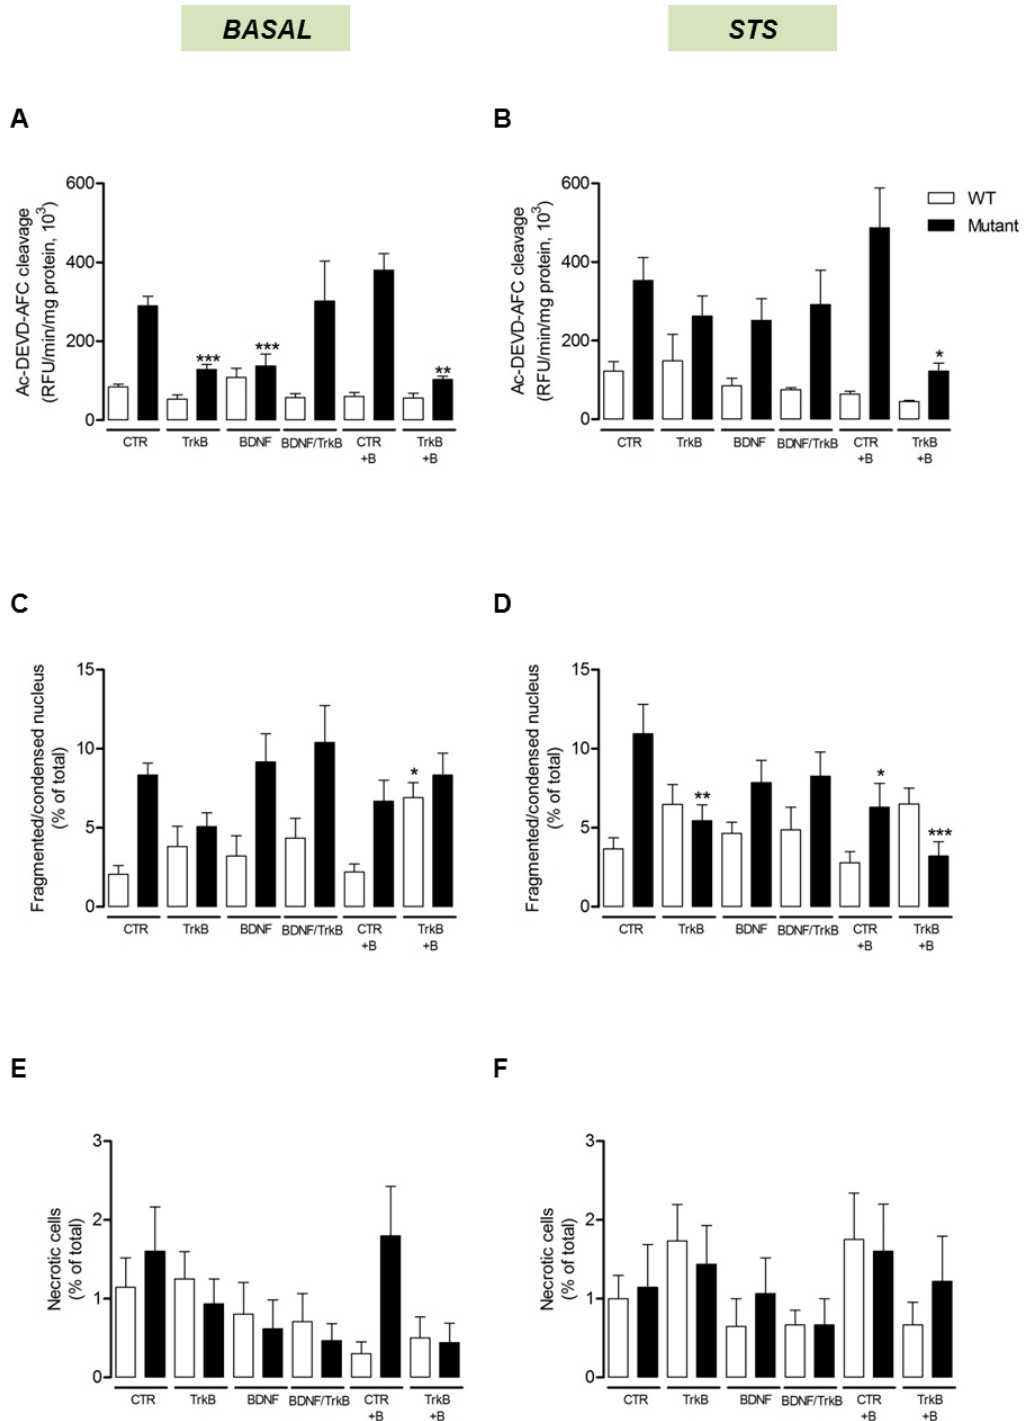 BASAL
STS
A
B
Ac-DEVD-AFC cleavage
(RFU/min/mg protein, 10³)
600
400
200
0
***
***
**
CTR
TrkB
BDNF
BDNF/TrkB
CTR
+B
TrkB
+B
Ac-DEVD-AFC cleavage
(RFU/min/mg protein, 10³)
600
400
200
0
*
WT
Mutant
CTR
TrkB
BDNF
BDNF/TrkB
CTR
+B
TrkB
+B
C
D
Fragmented/condensed nucleus
(% of total)
15
10
5
0
*
CTR
TrkB
BDNF
BDNF/TrkB
CTR
+B
TrkB
+B
Fragmented/condensed nucleus
(% of total)
15
10
5
0
**
*
***
CTR
TrkB
BDNF
BDNF/TrkB
CTR
+B
TrkB
+B
E
F
Necrotic cells
(% of total)
3
2
1
0
CTR
TrkB
BDNF
BDNF/TrkB
CTR
+B
TrkB
+B
Necrotic cells
(% of total)
3
2
1
0
CTR
TrkB
BDNF
BDNF/TrkB
CTR
+B
TrkB
+B